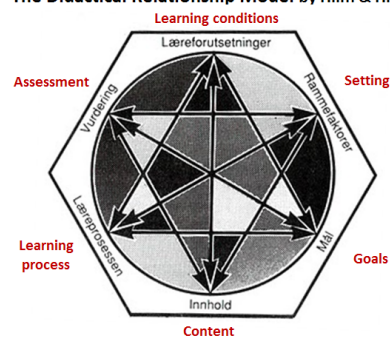 The Didactical Relationship Model by Hiim &
Learning conditions
Læreforutsetninger
Assessment
Vurdering
Setting
Rammefaktorer
Learning
process
Læreprosessen
Goals
Mål
Innhold
Content